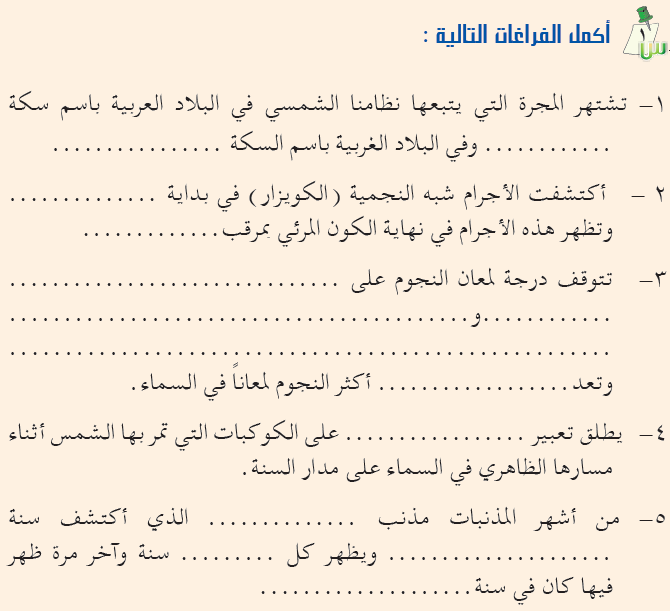 س١ أكمل الفراغات التالية :
١– تشتهر المجرة التي يتبعها نظامنا الشمسي في البلاد العربية باسم سكة
............ وفي البلاد الغربية باسم السكة ................
٢ – أكتشفت الأجرام شبه النجمية (الكويزار) في بداية ..............
وتظهر هذه الأجرام في نهاية الكون المرئي بمرقب.............
٣– تتوقف درجة لمعان النجوم على ................................
............و...........................................
.........................................................
وتعد.................. أكثر النجوم لمعاناً في السماء.
٤– يطلق تعبير ................. على الكوكبات التي تمر بها الشمس أثناء
مسارها الظاهري في السماء على مدار السنة.
٥– من أشهر المذنبات مذنب .............. الذي أكتشف سنة
..................... ويظهر كل ......... سنة وآخر مرة ظهر
فيها كان في سنة....................